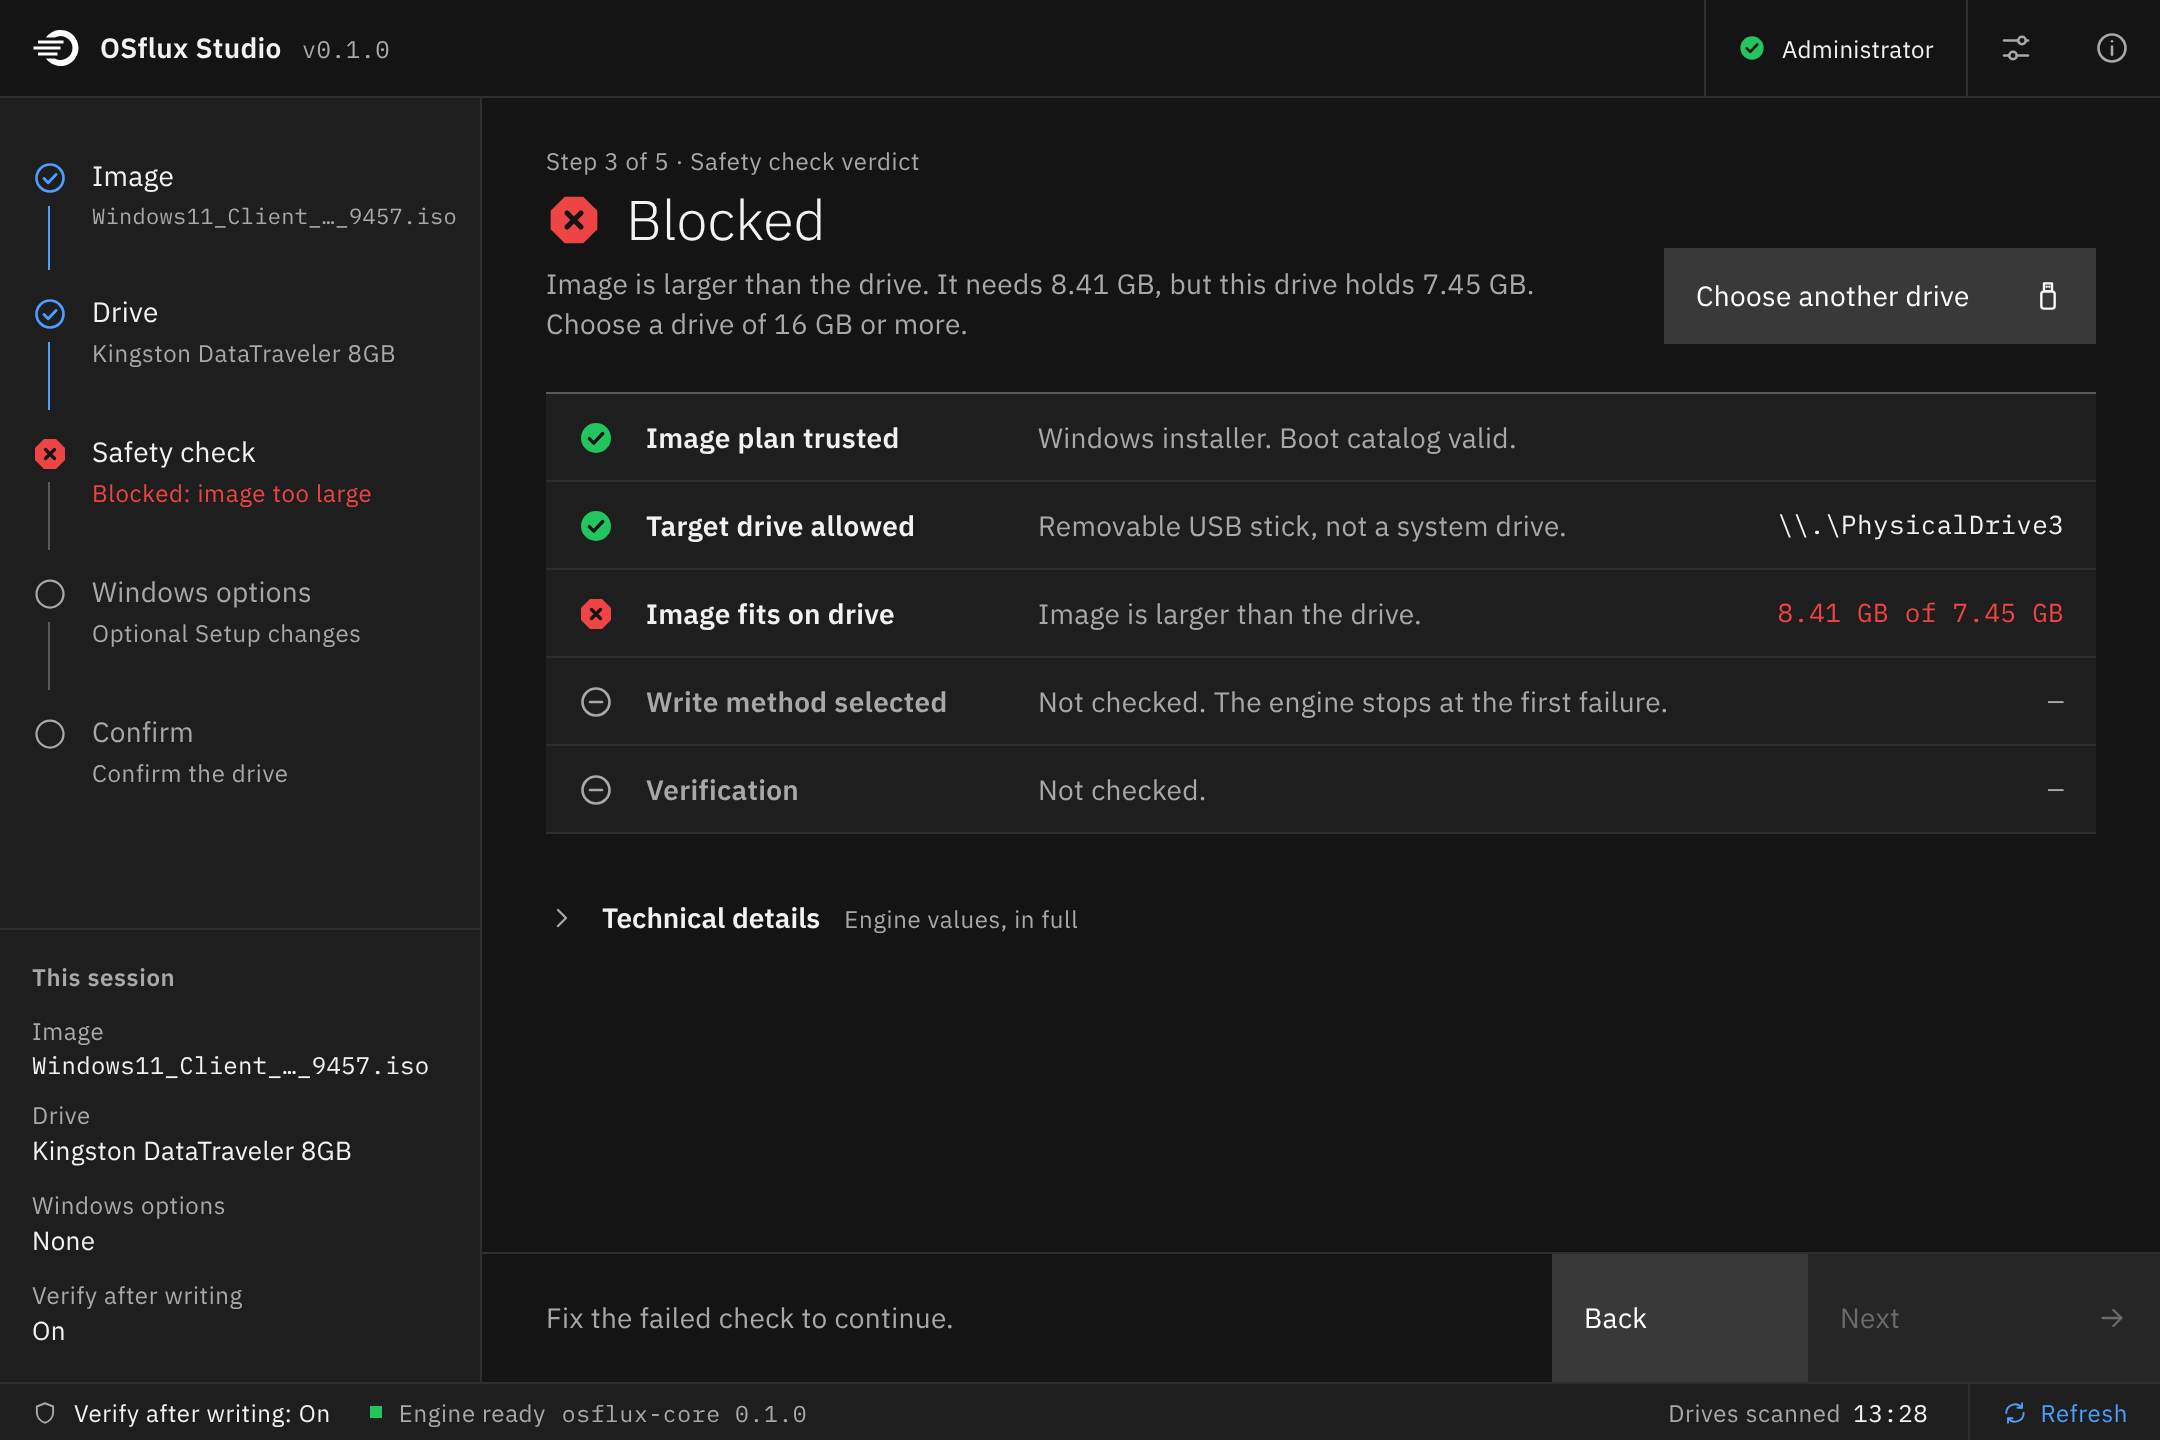 OSflux Studio v0.1.0
Administrator
Image
Windows11_Client_…_9457.iso
Drive
Kingston DataTraveler 8GB
Safety check
Blocked: image too large
Windows options
Optional Setup changes
Confirm
Confirm the drive
This session
Image
Windows11_Client_…_9457.iso
Drive
Kingston DataTraveler 8GB
Windows options
None
Verify after writing
On
Step 3 of 5 · Safety check verdict
Blocked
Image is larger than the drive. It needs 8.41 GB, but this drive holds 7.45 GB.
Choose a drive of 16 GB or more.
Choose another drive
Image plan trusted Windows installer. Boot catalog valid.
Target drive allowed Removable USB stick, not a system drive. \\.\PhysicalDrive3
Image fits on drive Image is larger than the drive. 8.41 GB of 7.45 GB
Write method selected Not checked. The engine stops at the first failure. –
Verification Not checked. –
Technical details Engine values, in full
Fix the failed check to continue.
Back
Next
Verify after writing: On Engine ready osflux-core 0.1.0
Drives scanned 13:28 Refresh